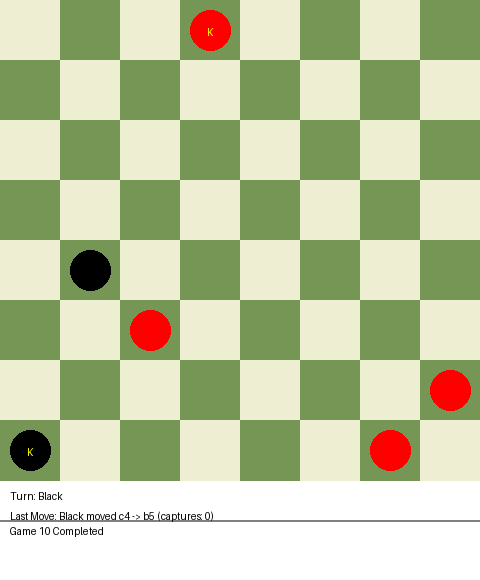 K
K
Turn: Black
Last Move: Black moved c4 -> b5 (captures: 0)
Game 10 Completed